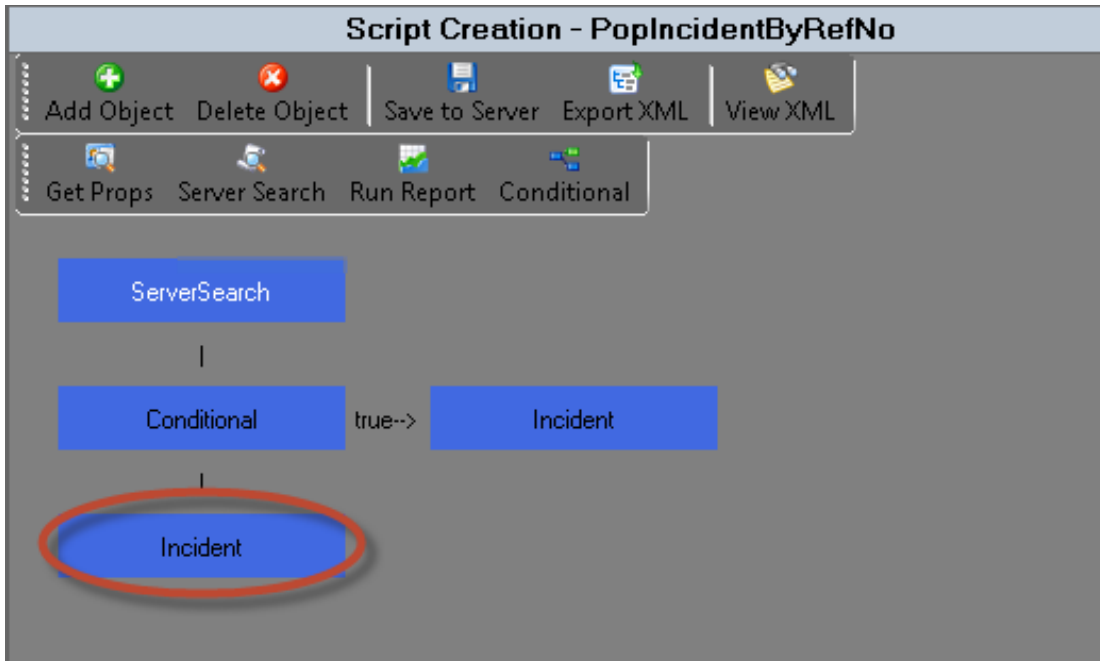 Script Creation - PopIncidentByRefNo
Add Object Delete Object Save to Server Export XML View XML
Get Props Server Search Run Report Conditional
ServerSearch
Conditional true--> Incident
Incident